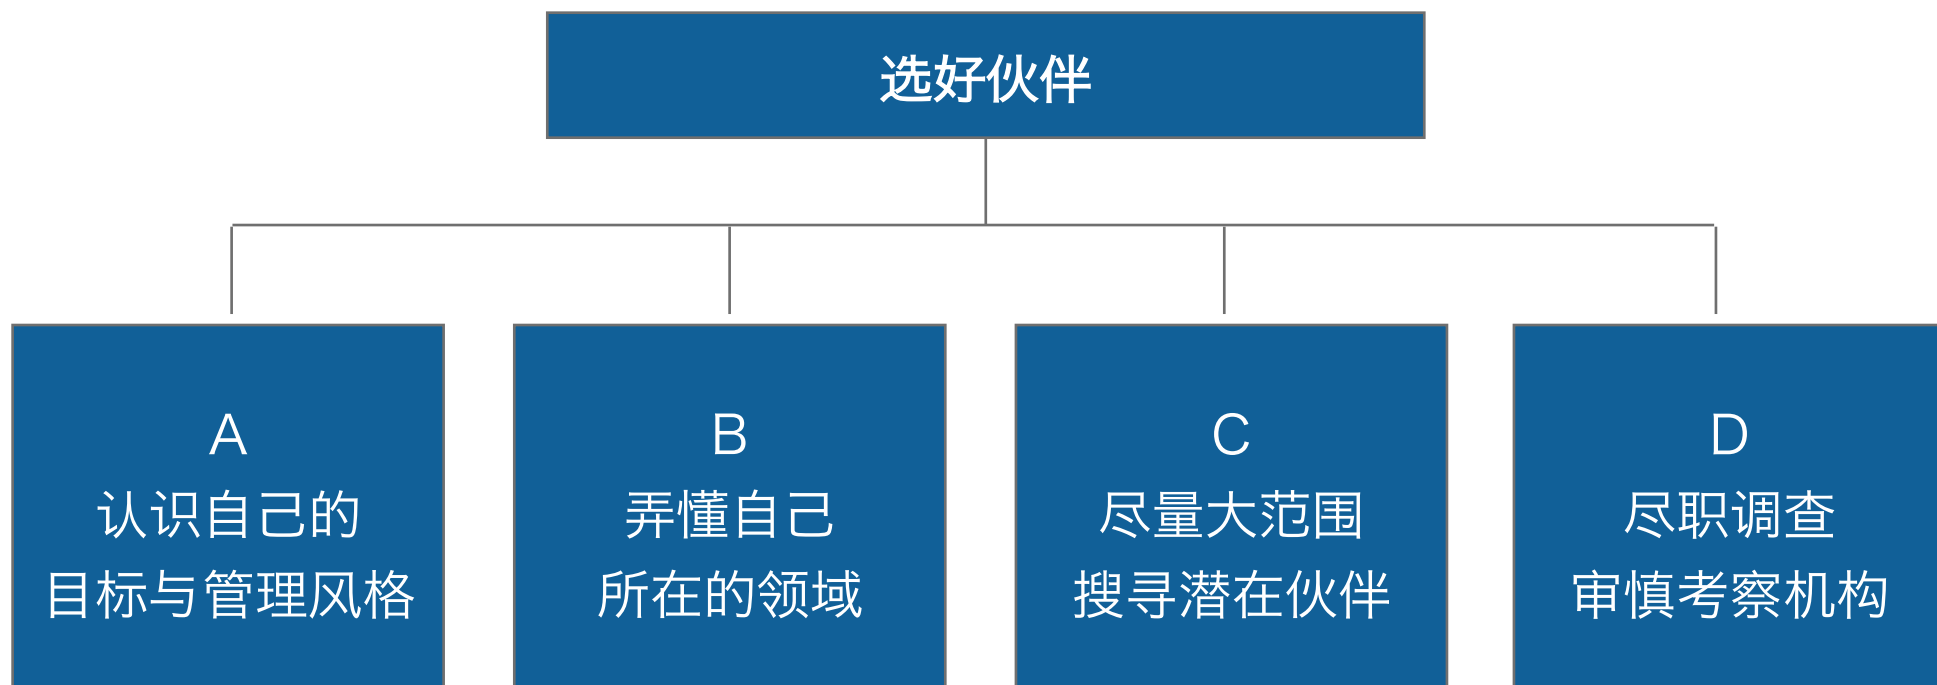 选好伙伴
A
认识自己的
目标与管理风格
B
弄懂自己
所在的领域
C
尽量大范围
搜寻潜在伙伴
D
尽职调查
审慎考察机构